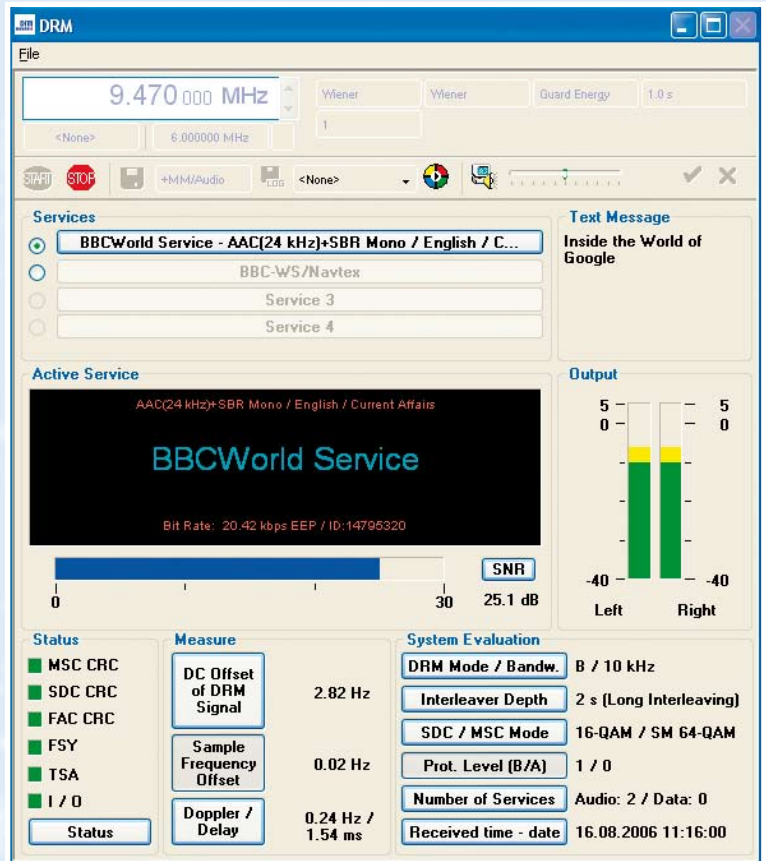 DRM
File
9.470 000 MHz
Wiener
Wiener
Guard Energy
1.0 s
<None>
6.000000 MHz
1
START
STOP
+MM/Audio
LOG
<None>
Services
BBCWorld Service - AAC(24 kHz)+SBR Mono / English / C...
BBC-WS/Navtex
Service 3
Service 4
Text Message
Inside the World of
Google
Active Service
AAC(24 kHz)+SBR Mono / English / Current Affairs
BBCWorld Service
Bit Rate: 20.42 kbps EEP / ID:14795320
0
30
SNR
25.1 dB
Output
5
5
0
0
-40
-40
Left
Right
Status
MSC CRC
SDC CRC
FAC CRC
FSY
TSA
I / O
Status
Measure
DC Offset
of DRM
Signal
2.82 Hz
Sample
Frequency
Offset
0.02 Hz
Doppler /
Delay
0.24 Hz /
1.54 ms
System Evaluation
DRM Mode / Bandw.
B / 10 kHz
Interleaver Depth
2 s (Long Interleaving)
SDC / MSC Mode
16-QAM / SM 64-QAM
Prot. Level (B/A)
1 / 0
Number of Services
Audio: 2 / Data: 0
Received time - date
16.08.2006 11:16:00